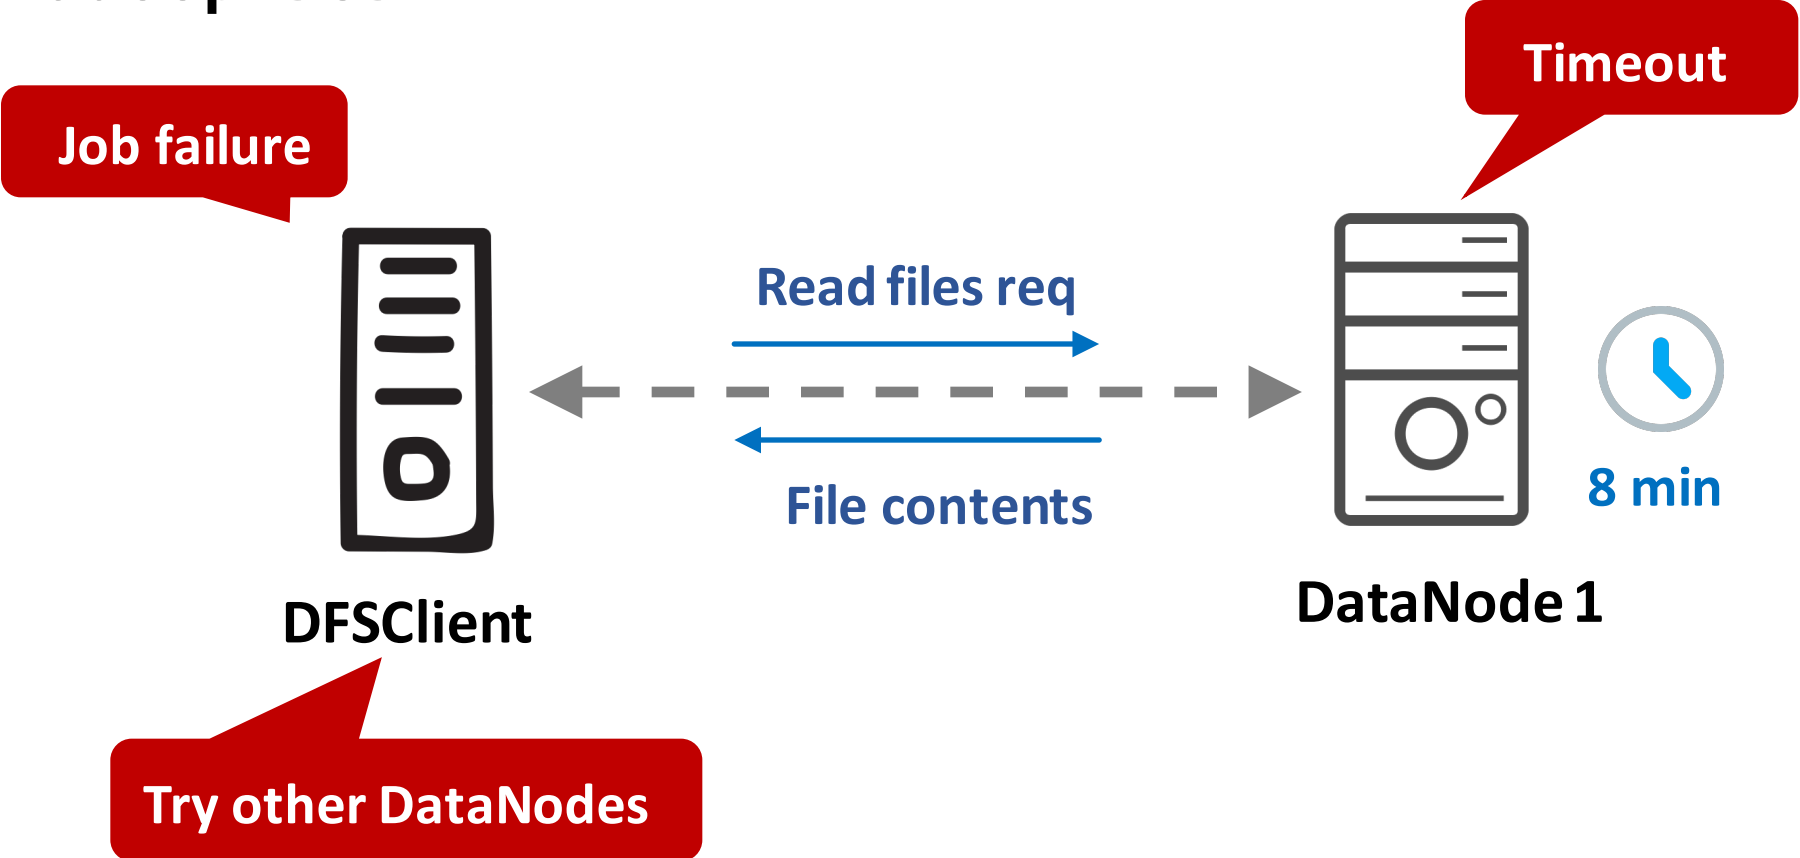 Timeout
Job failure
Read files req
File contents
8 min
DataNode 1
DFSClient
Try other DataNodes